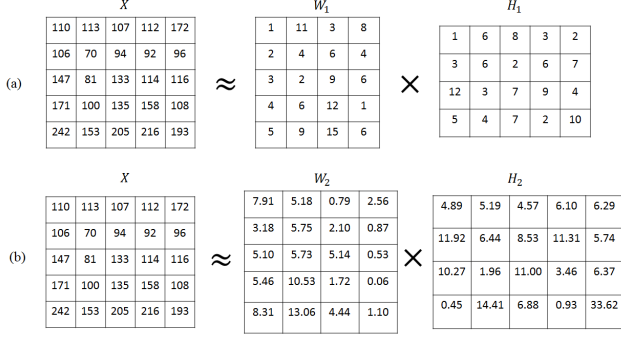 X W₁ H₁
110 113 107 112 172 1 11 3 8 1 6 8 3 2
106 70 94 92 96 2 4 6 4 3 6 2 6 7
(a) 147 81 133 114 116 ≈ 3 2 9 6 × 12 3 7 9 4
171 100 135 158 108 4 6 12 1 5 4 7 2 10
242 153 205 216 193 5 9 15 6
X W₂ H₂
110 113 107 112 172 7.91 5.18 0.79 2.56 4.89 5.19 4.57 6.10 6.29
106 70 94 92 96 3.18 5.75 2.10 0.87 11.92 6.44 8.53 11.31 5.74
(b) 147 81 133 114 116 ≈ 5.10 5.73 5.14 0.53 × 10.27 1.96 11.00 3.46 6.37
171 100 135 158 108 5.46 10.53 1.72 0.06 0.45 14.41 6.88 0.93 33.62
242 153 205 216 193 8.31 13.06 4.44 1.10